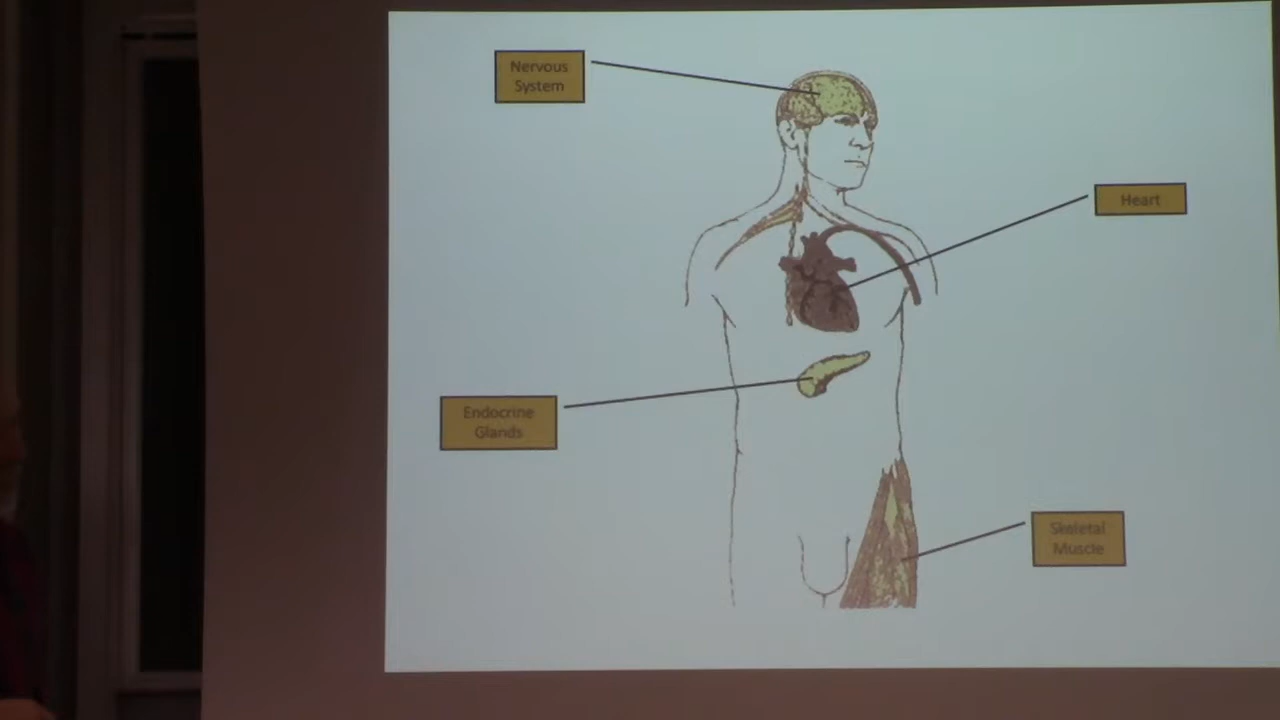 Nervous
System
Heart
Endocrine
Glands
Skeletal
Muscle